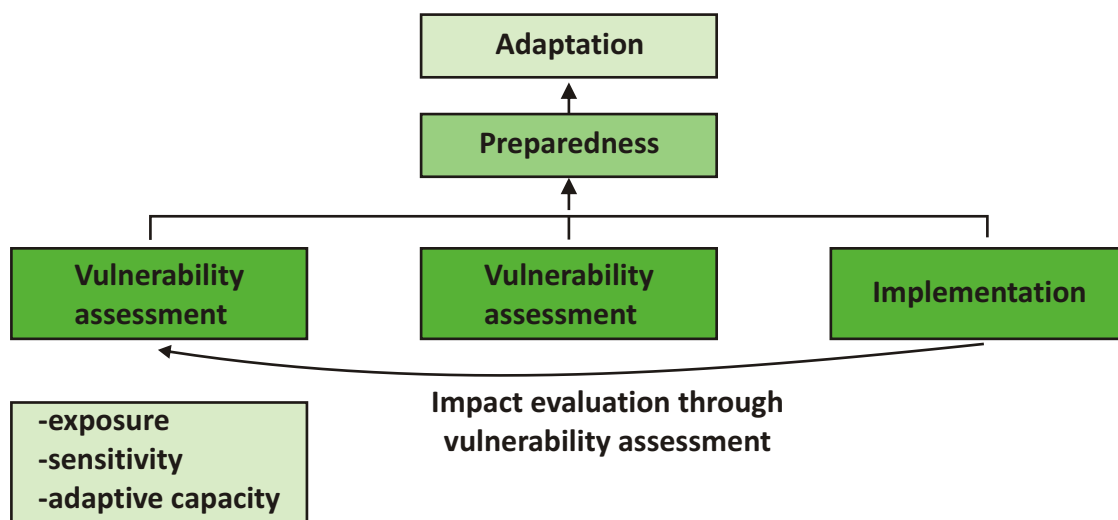 Adaptation
Preparedness
Vulnerability
assessment
Vulnerability
assessment
Implementation
Impact evaluation through
vulnerability assessment
-exposure
-sensitivity
-adaptive capacity